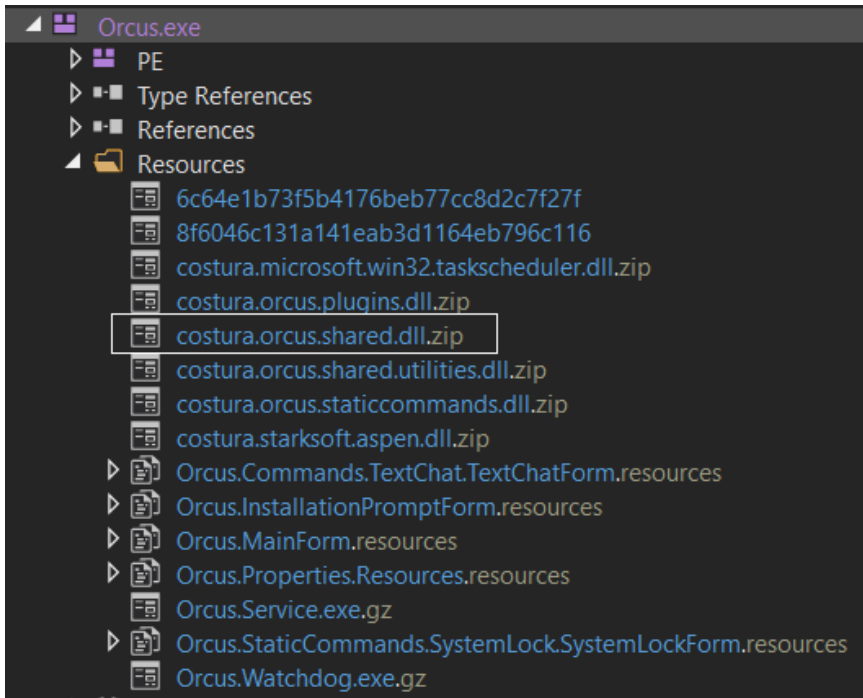 Orcus.exe
PE
Type References
References
Resources
6c64e1b73f5b4176beb77cc8d2c7f27f
8f6046c131a141eab3d1164eb796c116
costura.microsoft.win32.taskscheduler.dll.zip
costura.orcus.plugins.dll.zip
costura.orcus.shared.dll.zip
costura.orcus.shared.utilities.dll.zip
costura.orcus.staticcommands.dll.zip
costura.starksoft.aspen.dll.zip
Orcus.Commands.TextChat.TextChatForm.resources
Orcus.InstallationPromptForm.resources
Orcus.MainForm.resources
Orcus.Properties.Resources.resources
Orcus.Service.exe.gz
Orcus.StaticCommands.SystemLock.SystemLockForm.resources
Orcus.Watchdog.exe.gz